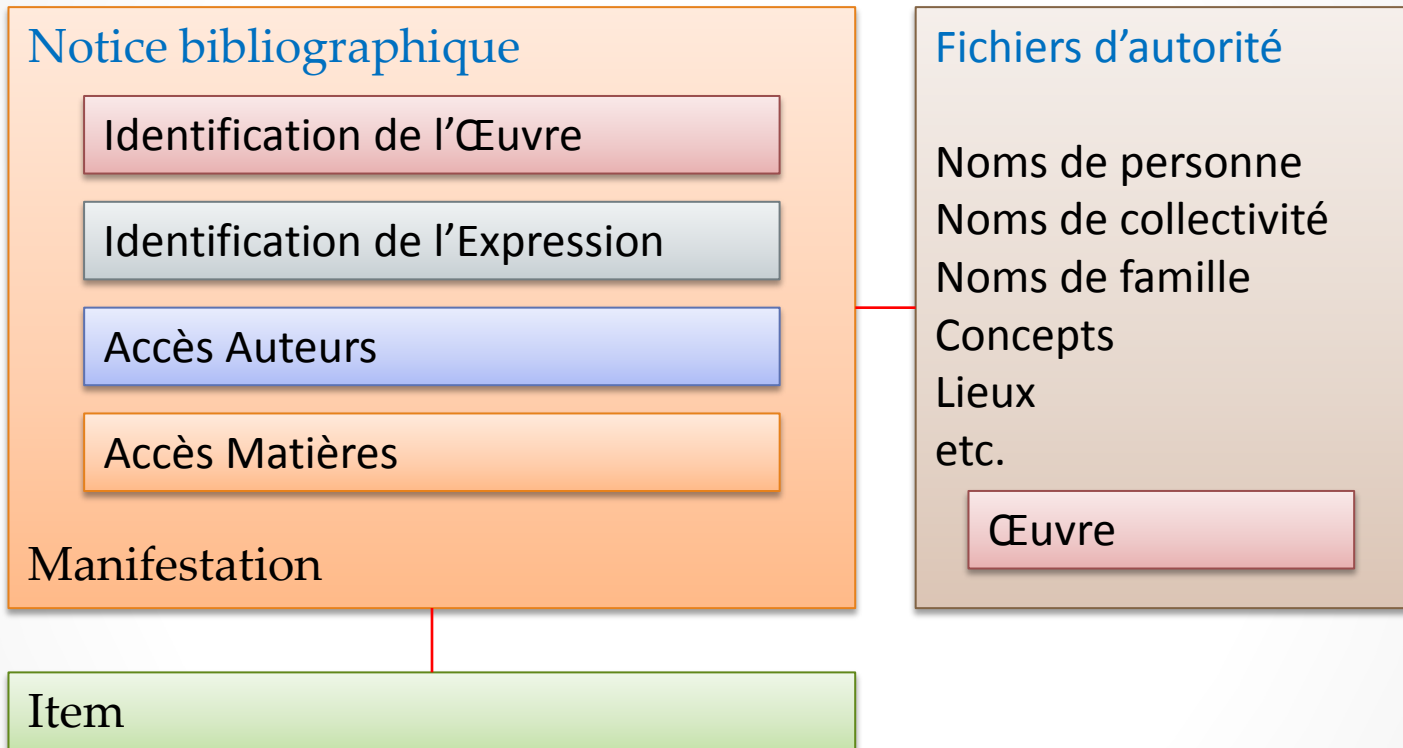 Notice bibliographique
Identification de l’Œuvre
Identification de l’Expression
Accès Auteurs
Accès Matières
Manifestation
Item
Fichiers d’autorité
Noms de personne
Noms de collectivité
Noms de famille
Concepts
Lieux
etc.
Œuvre